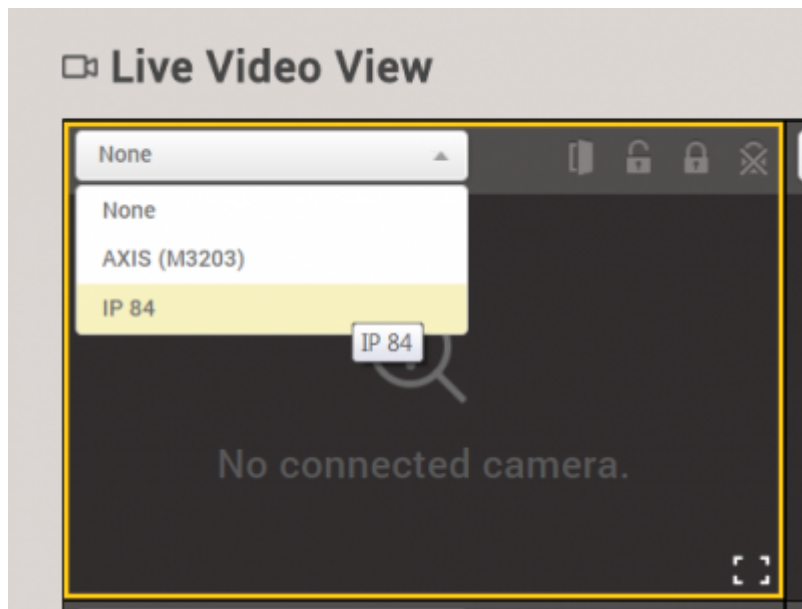 Live Video View
None
None
AXIS (M3203)
IP 84
IP 84
No connected camera.